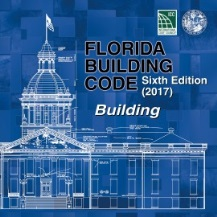 FLORIDA
BUILDING
CODE Sixth Edition
(2017)
Building